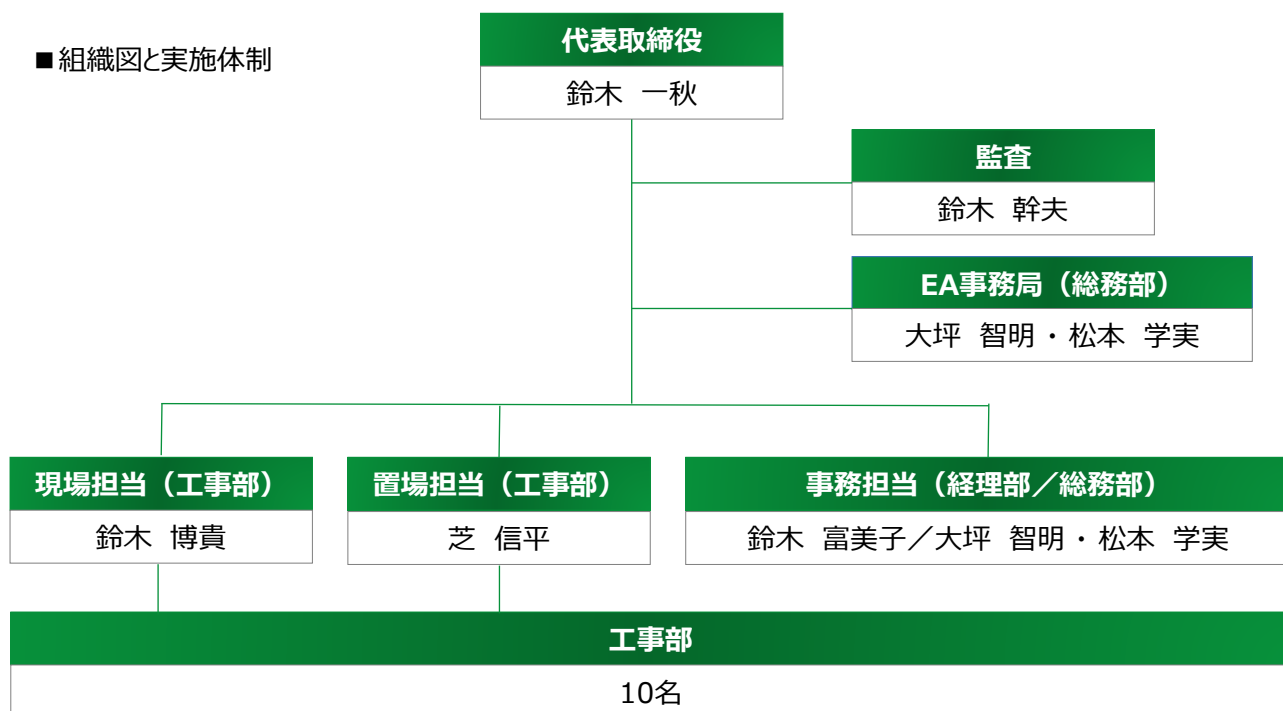 ■組織図と実施体制
代表取締役
鈴木 一秋
監査
鈴木 幹夫
EA事務局（総務部）
大坪 智明・松本 学実
現場担当（工事部）
鈴木 博貴
置場担当（工事部）
芝 信平
事務担当（経理部／総務部）
鈴木 富美子／大坪 智明・松本 学実
工事部
10名